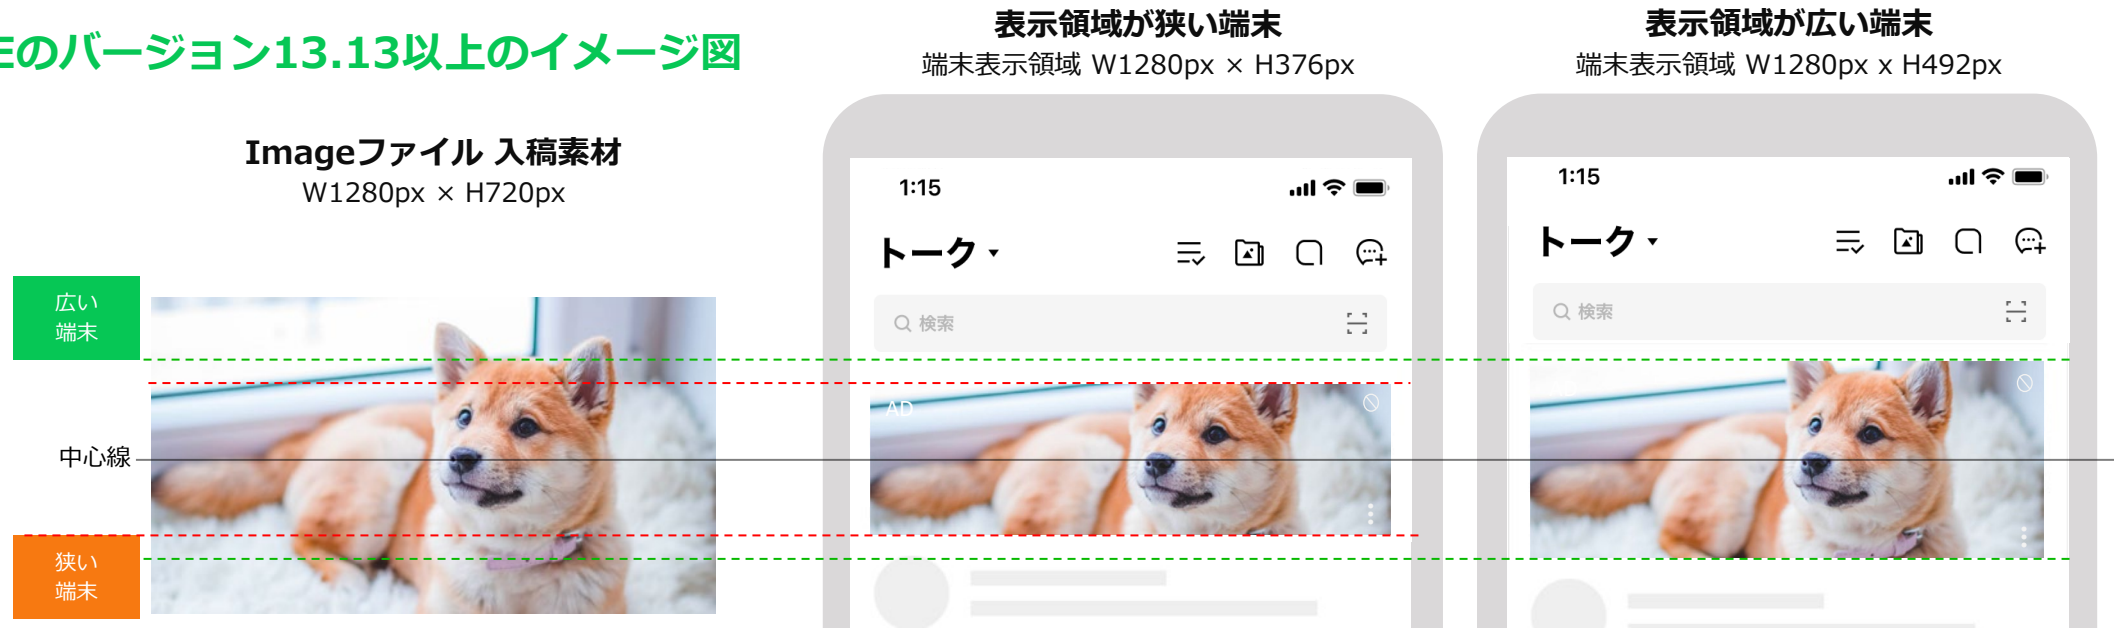 のバージョン13.13以上のイメージ図
Imageファイル 入稿素材
W1280px × H720px
広い
端末
中心線
狭い
端末
表示領域が狭い端末
端末表示領域 W1280px × H376px
1:15
トーク
検索
AD
表示領域が広い端末
端末表示領域 W1280px x H492px
1:15
トーク
検索